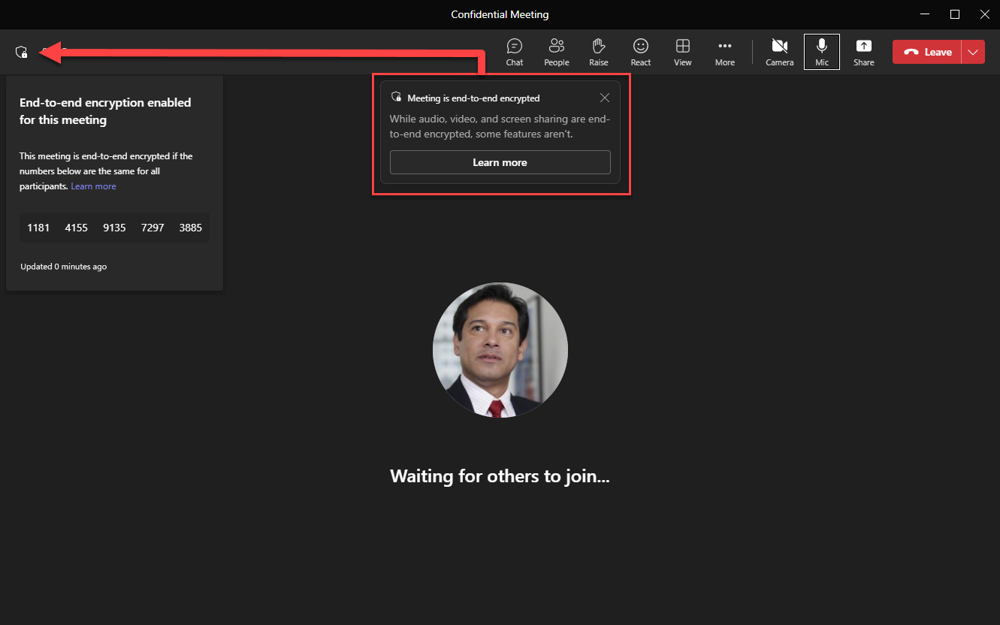 Confidential Meeting
Chat
People
Raise
React
View
More
Camera
Mic
Share
Leave
End-to-end encryption enabled
for this meeting
This meeting is end-to-end encrypted if the
numbers below are the same for all
participants. Learn more
1181 4155 9135 7297 3885
Updated 0 minutes ago
Meeting is end-to-end encrypted
While audio, video, and screen sharing are end-
to-end encrypted, some features aren't.
Learn more
Waiting for others to join...